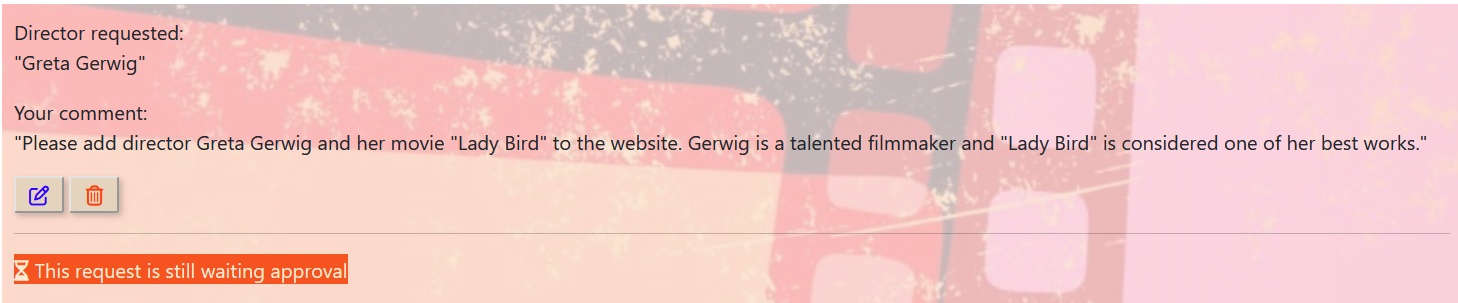 Director requested:
"Greta Gerwig"
Your comment:
"Please add director Greta Gerwig and her movie "Lady Bird" to the website. Gerwig is a talented filmmaker and "Lady Bird" is considered one of her best works."
This request is still waiting approval